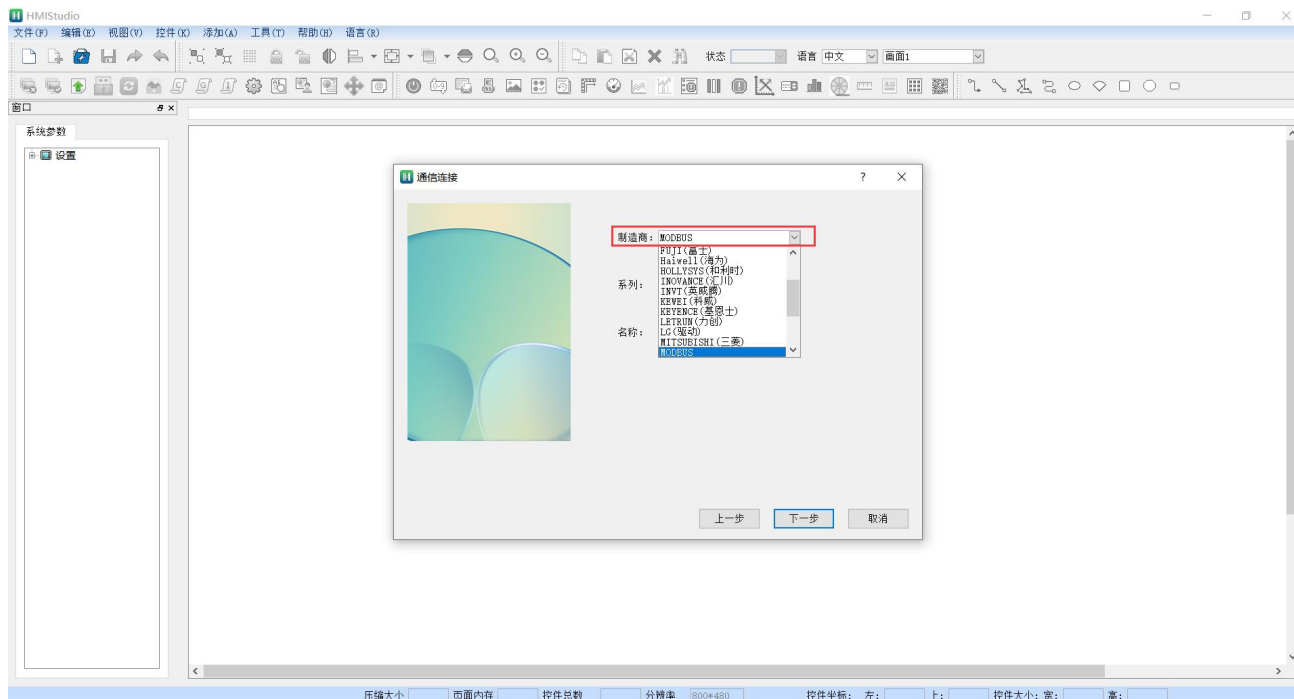 HMIStudio
文件(F) 编辑(E) 视图(V) 控件(K) 添加(A) 工具(T) 帮助(H) 语言(R)
状态 语言 中文 画面1
窗口
系统参数
设置
通信连接
制造商: MODBUS
FUJI(富士)
Haiwell(海为)
HOLLYSYS(和利时)
系列: INOVANCE(汇川)
INVT(英威腾)
KEWEI(科威)
KEYENCE(基恩士)
LETRUN(力创)
名称: LG(驱动)
MITSUBISHI(三菱)
MODBUS
上一步 下一步 取消
压缩大小 页面内存 控件总数 分辨率 800*480 控件坐标: 左: 上: 控件大小: 宽: 高: